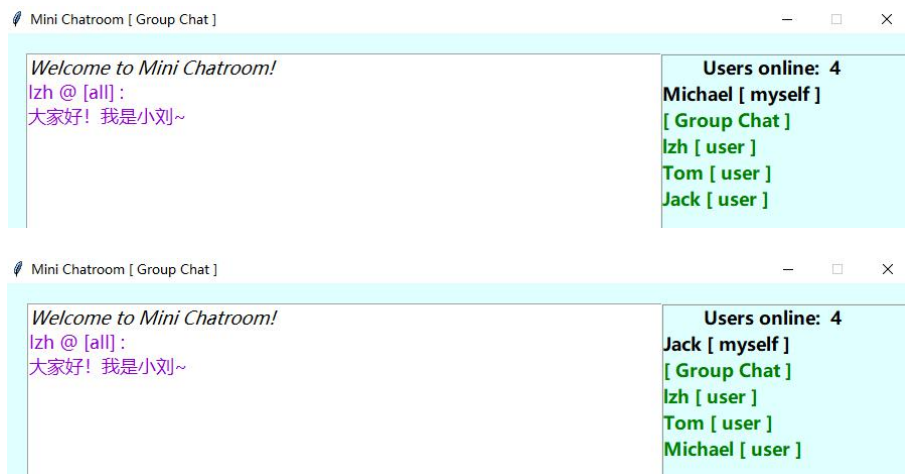 Mini Chatroom [ Group Chat ]
Welcome to Mini Chatroom!
lzh @ [all] :
大家好！我是小刘~
Users online: 4
Michael [ myself ]
[ Group Chat ]
lzh [ user ]
Tom [ user ]
Jack [ user ]
Mini Chatroom [ Group Chat ]
Welcome to Mini Chatroom!
lzh @ [all] :
大家好！我是小刘~
Users online: 4
Jack [ myself ]
[ Group Chat ]
lzh [ user ]
Tom [ user ]
Michael [ user ]